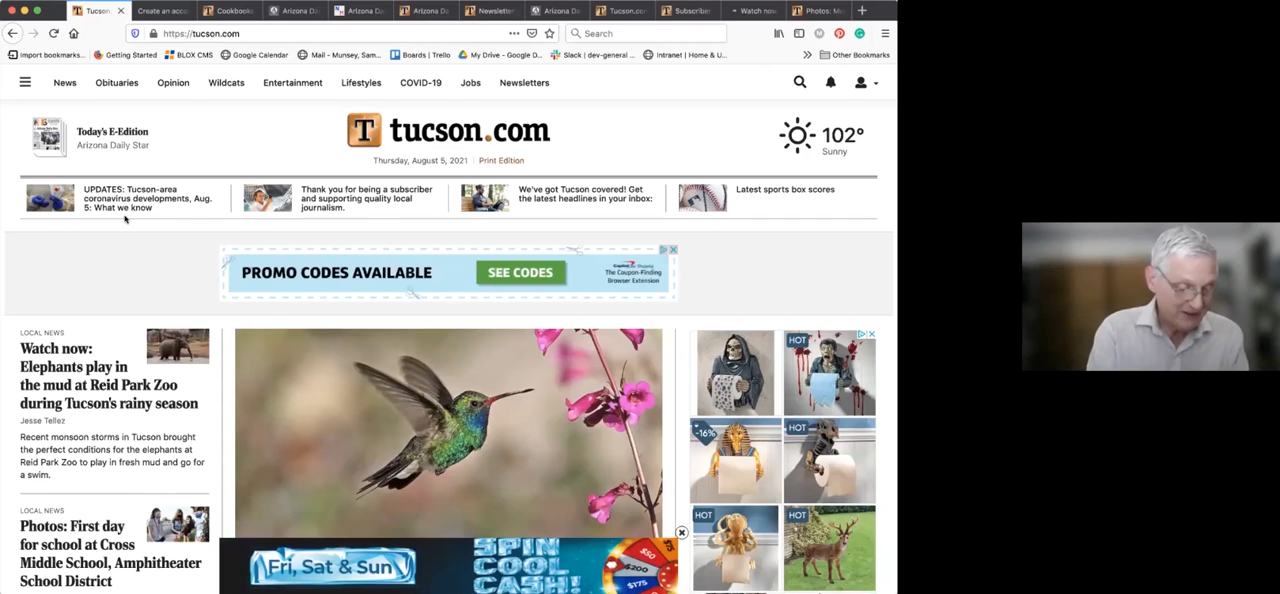 Tucson.
Create an acco
Cookbook
Arizona Da
Arizona Da
Arizona Da
Newsletter
Arizona Da
Tucson.co
Subscribe
Watch now
Photos: M
https://tucson.com
Search
Import bookmarks...
Getting Started
BLOX CMS
Google Calendar
Mail - Munsey, Sam...
Boards | Trello
My Drive - Google D...
Slack | dev-general ...
Intranet | Home & H...
Other Bookmarks
News
Obituaries
Opinion
Wildcats
Entertainment
Lifestyles
COVID-19
Jobs
Newsletters
Today's E-Edition
Arizona Daily Star
T tucson.com
Thursday, August 5, 2021 | Print Edition
102°
Sunny
UPDATES: Tucson-area
coronavirus developments, Aug.
5: What we know
Thank you for being a subscriber
and supporting quality local
journalism.
We've got Tucson covered! Get
the latest headlines in your inbox:
Latest sports box scores
PROMO CODES AVAILABLE
SEE CODES
Capital One Shopping
The Coupon-Finding
Browser Extension
LOCAL NEWS
Watch now:
Elephants play in
the mud at Reid Park Zoo
during Tucson's rainy season
Jesse Tellez
Recent monsoon storms in Tucson brought
the perfect conditions for the elephants at
Reid Park Zoo to play in fresh mud and go for
a swim.
LOCAL NEWS
Photos: First day
for school at Cross
Middle School, Amphitheater
School District
HOT
-16%
HOT
HOT
HOT
Fri, Sat & Sun
SPIN
COOL
CASH!
$50
$200
$175